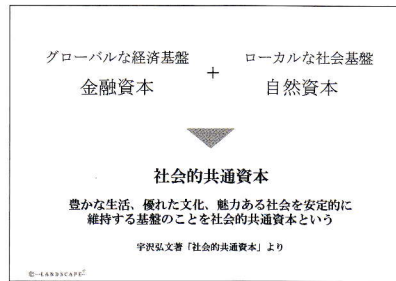 グローバルな経済基盤
金融資本
+
ローカルな社会基盤
自然資本
社会的共通資本
豊かな生活、優れた文化、魅力ある社会を安定的に
維持する基盤のことを社会的共通資本という
宇沢弘文著「社会的共通資本」より
LANDSCAPE